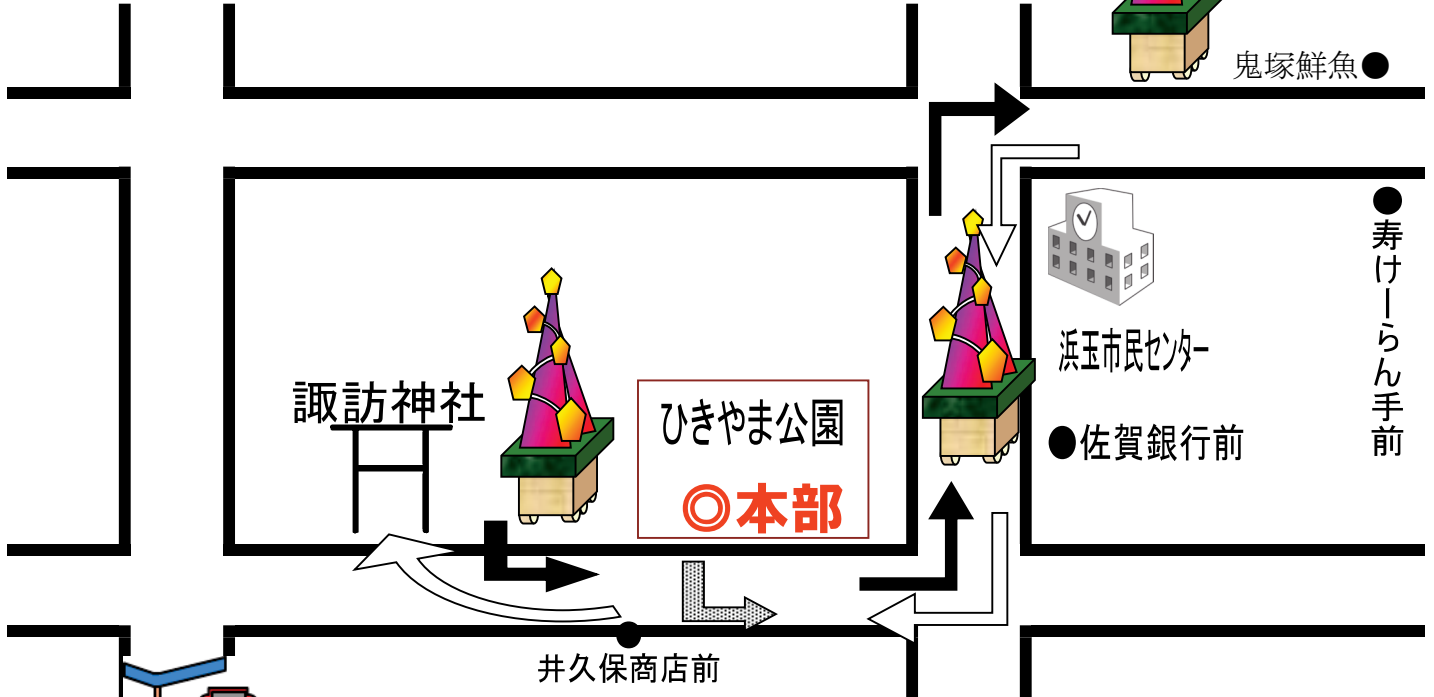 鬼塚鮮魚●
●寿けーらん手前
浜玉市民センター
●佐賀銀行前
諏訪神社
ひきやま公園
◎本部
井久保商店前